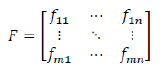 F = [ f₁₁ ⋯ f₁ₙ
⋮ ⋱ ⋮
fₘ₁ ⋯ fₘₙ ]